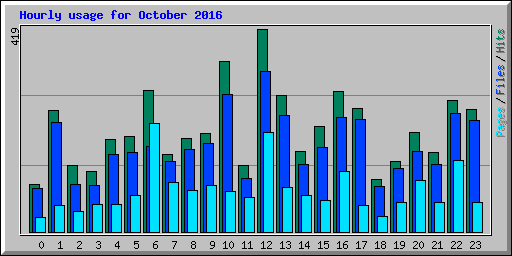 Hourly usage for October 2016
419
Pages/Files/Hits
0 1 2 3 4 5 6 7 8 9 10 11 12 13 14 15 16 17 18 19 20 21 22 23